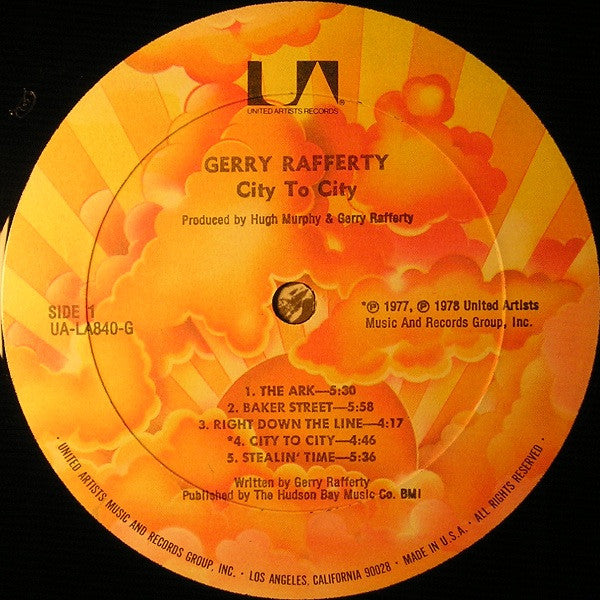 UA
UNITED ARTISTS RECORDS®
GERRY RAFFERTY
City To City
Produced by Hugh Murphy & Gerry Rafferty
SIDE 1
UA-LA840-G
*℗ 1977, ℗ 1978 United Artists
Music And Records Group, Inc.
1. THE ARK—5:30
2. BAKER STREET—5:58
3. RIGHT DOWN THE LINE—4:17
*4. CITY TO CITY—4:46
5. STEALIN' TIME—5:36
Written by Gerry Rafferty
Published by The Hudson Bay Music Co. BMI
· UNITED ARTISTS MUSIC AND RECORDS GROUP, INC. · LOS ANGELES, CALIFORNIA 90028 · MADE IN U.S.A. · ALL RIGHTS RESERVED ·